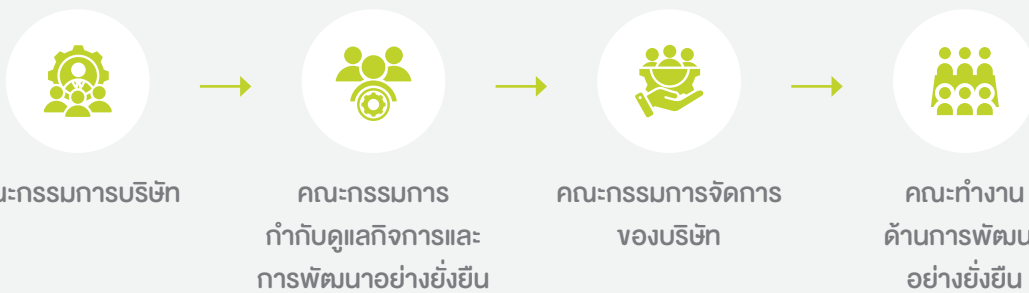 คณะกรรมการบริษัท
คณะกรรมการ
กำกับดูแลกิจการและ
การพัฒนาอย่างยั่งยืน
คณะกรรมการจัดการ
ของบริษัท
คณะทำงาน
ด้านการพัฒนา
อย่างยั่งยืน